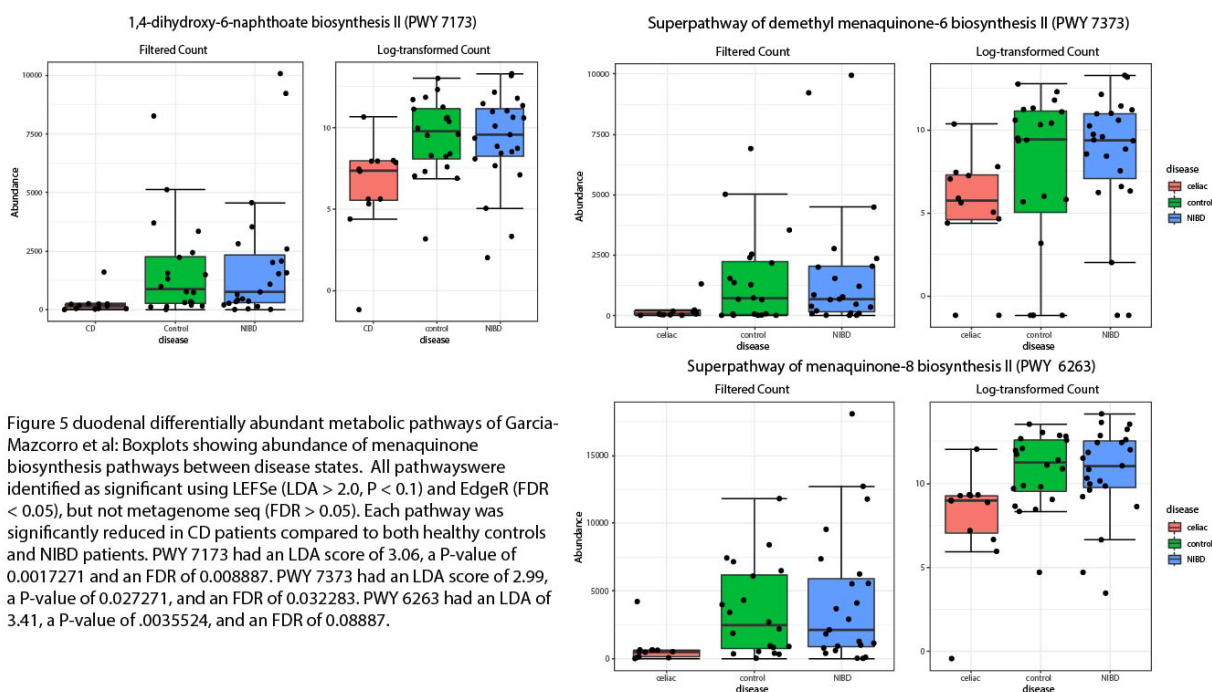 1,4-dihydroxy-6-naphthoate biosynthesis II (PWY 7173)
Filtered Count
Log-transformed Count
Abundance
10000
7500
5000
2500
0
10
5
0
CD
Control
NIBD
disease
CD
control
NIBD
disease
Superpathway of demethyl menaquinone-6 biosynthesis II (PWY 7373)
Filtered Count
Log-transformed Count
Abundance
10000
7500
5000
2500
0
10
5
0
celiac
control
NIBD
disease
celiac
control
NIBD
disease
disease
celiac
control
NIBD
Superpathway of menaquinone-8 biosynthesis II (PWY 6263)
Filtered Count
Log-transformed Count
Abundance
15000
10000
5000
0
10
5
0
celiac
control
NIBD
disease
celiac
control
NIBD
disease
disease
celiac
control
NIBD
Figure 5 duodenal differentially abundant metabolic pathways of Garcia-
Mazcorro et al: Boxplots showing abundance of menaquinone
biosynthesis pathways between disease states. All pathwayswere
identified as significant using LEFSe (LDA > 2.0, P < 0.1) and EdgeR (FDR
< 0.05), but not metagenome seq (FDR > 0.05). Each pathway was
significantly reduced in CD patients compared to both healthy controls
and NIBD patients. PWY 7173 had an LDA score of 3.06, a P-value of
0.0017271 and an FDR of 0.008887. PWY 7373 had an LDA score of 2.99,
a P-value of 0.027271, and an FDR of 0.032283. PWY 6263 had an LDA of
3.41, a P-value of .0035524, and an FDR of 0.08887.